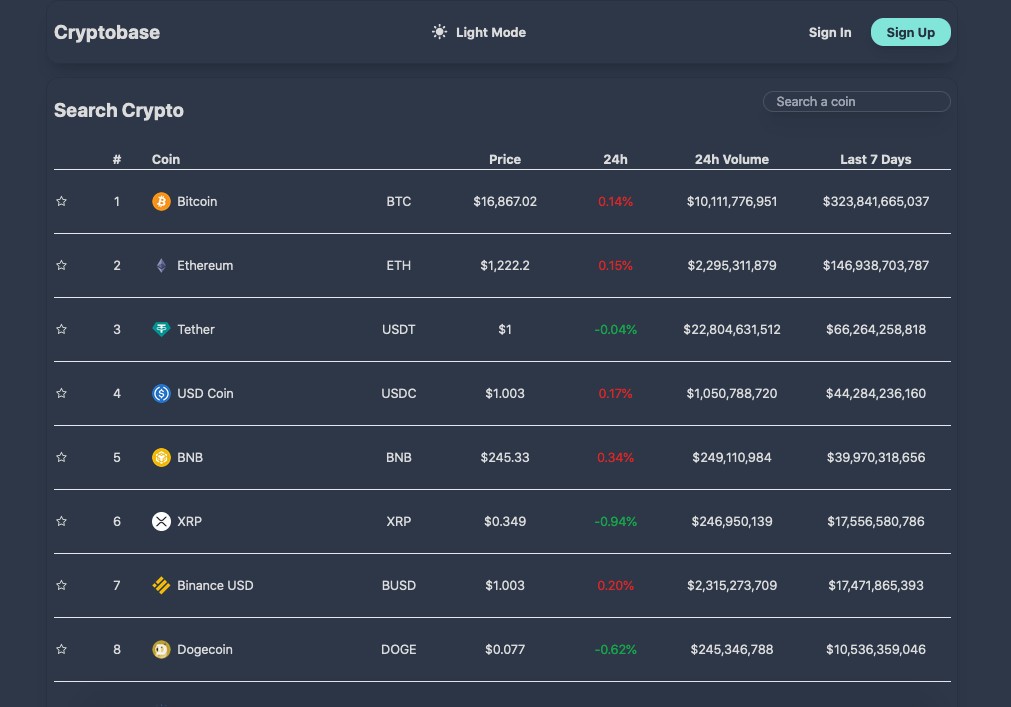 Cryptobase Light Mode Sign In Sign Up
Search Crypto Search a coin
# Coin Price 24h 24h Volume Last 7 Days
1 Bitcoin BTC $16,867.02 0.14% $10,111,776,951 $323,841,665,037
2 Ethereum ETH $1,222.2 0.15% $2,295,311,879 $146,938,703,787
3 Tether USDT $1 -0.04% $22,804,631,512 $66,264,258,818
4 USD Coin USDC $1.003 0.17% $1,050,788,720 $44,284,236,160
5 BNB BNB $245.33 0.34% $249,110,984 $39,970,318,656
6 XRP XRP $0.349 -0.94% $246,950,139 $17,556,580,786
7 Binance USD BUSD $1.003 0.20% $2,315,273,709 $17,471,865,393
8 Dogecoin DOGE $0.077 -0.62% $245,346,788 $10,536,359,046